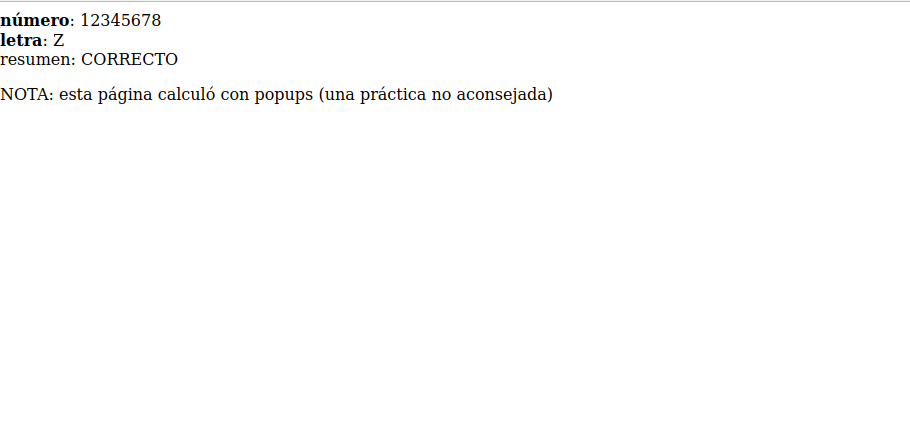 número: 12345678
letra: Z
resumen: CORRECTO
NOTA: esta página calculó con popups (una práctica no aconsejada)